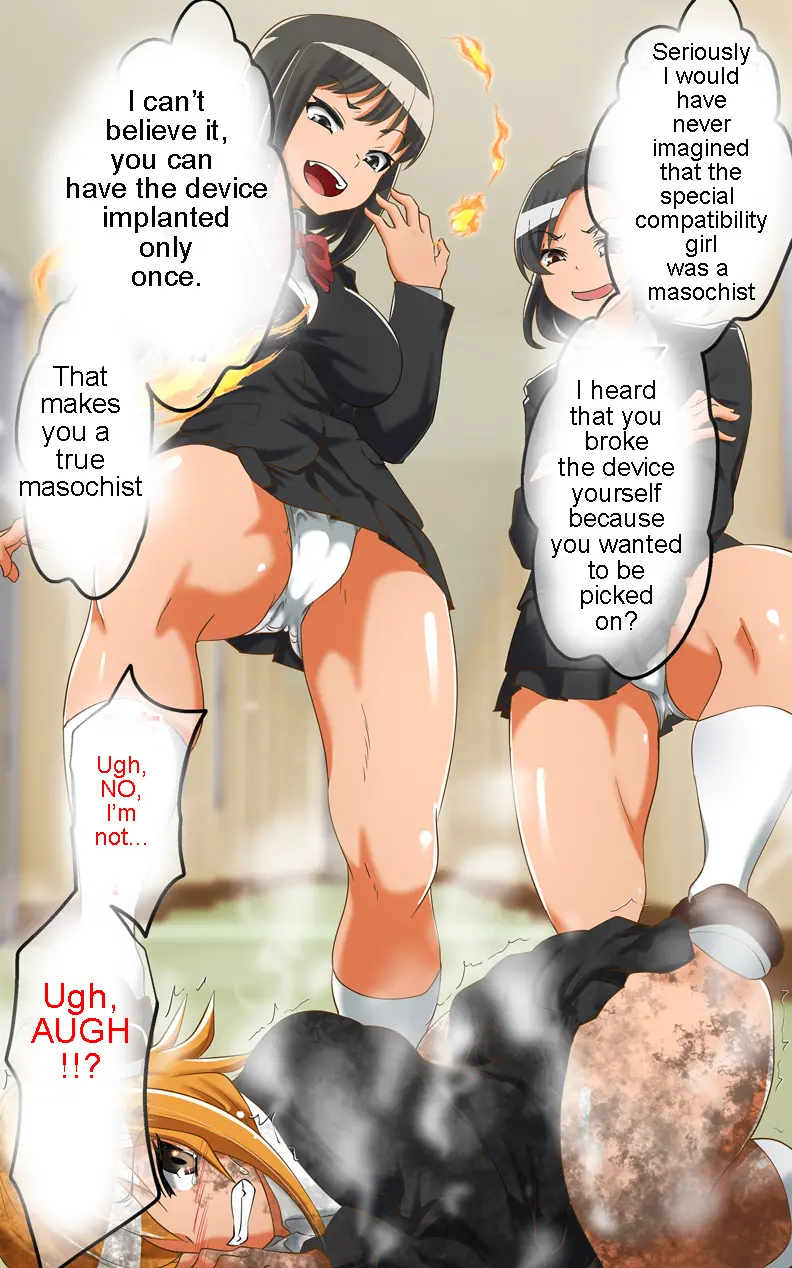 I can't
believe it,
you can
have the device
implanted
only
once.
That
makes
you a
true
masochist
Seriously
I would
have
never
imagined
that the
special
compatibility
girl
was a
masochist
I heard
that you
broke
the device
yourself
because
you wanted
to be
picked
on?
Ugh,
NO,
I'm
not...
Ugh,
AUGH
!!?